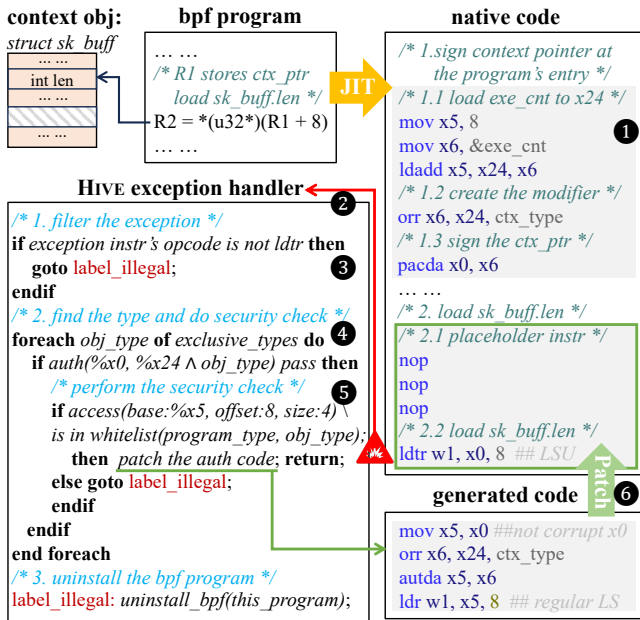 context obj:
struct sk_buff
... ...
int len
... ...
... ...
bpf program
... ...
/* R1 stores ctx_ptr
load sk_buff.len */
R2 = *(u32*)(R1 + 8)
... ...
JIT
native code
/* 1.sign context pointer at
the program's entry */
/* 1.1 load exe_cnt to x24 */
mov x5, 8
1
mov x6, &exe_cnt
ldadd x5, x24, x6
/* 1.2 create the modifier */
orr x6, x24, ctx_type
/* 1.3 sign the ctx_ptr */
pacda x0, x6
... ...
/* 2. load sk_buff.len */
/* 2.1 placeholder instr */
nop
nop
nop
/* 2.2 load sk_buff.len */
ldtr w1, x0, 8 ## LSU
HIVE exception handler
2
/* 1. filter the exception */
if exception instr's opcode is not ldtr then
goto label_illegal;
3
endif
/* 2. find the type and do security check */
foreach obj_type of exclusive_types do
4
if auth(%x0, %x24 ∧ obj_type) pass then
/* perform the security check */
5
if access(base:%x5, offset:8, size:4) \
is in whitelist(program_type, obj_type);
then patch the auth code; return;
else goto label_illegal;
endif
endif
end foreach
/* 3. uninstall the bpf program */
label_illegal: uninstall_bpf(this_program);
Patch
6
generated code
mov x5, x0 ##not corrupt x0
orr x6, x24, ctx_type
autda x5, x6
ldr w1, x5, 8 ## regular LS